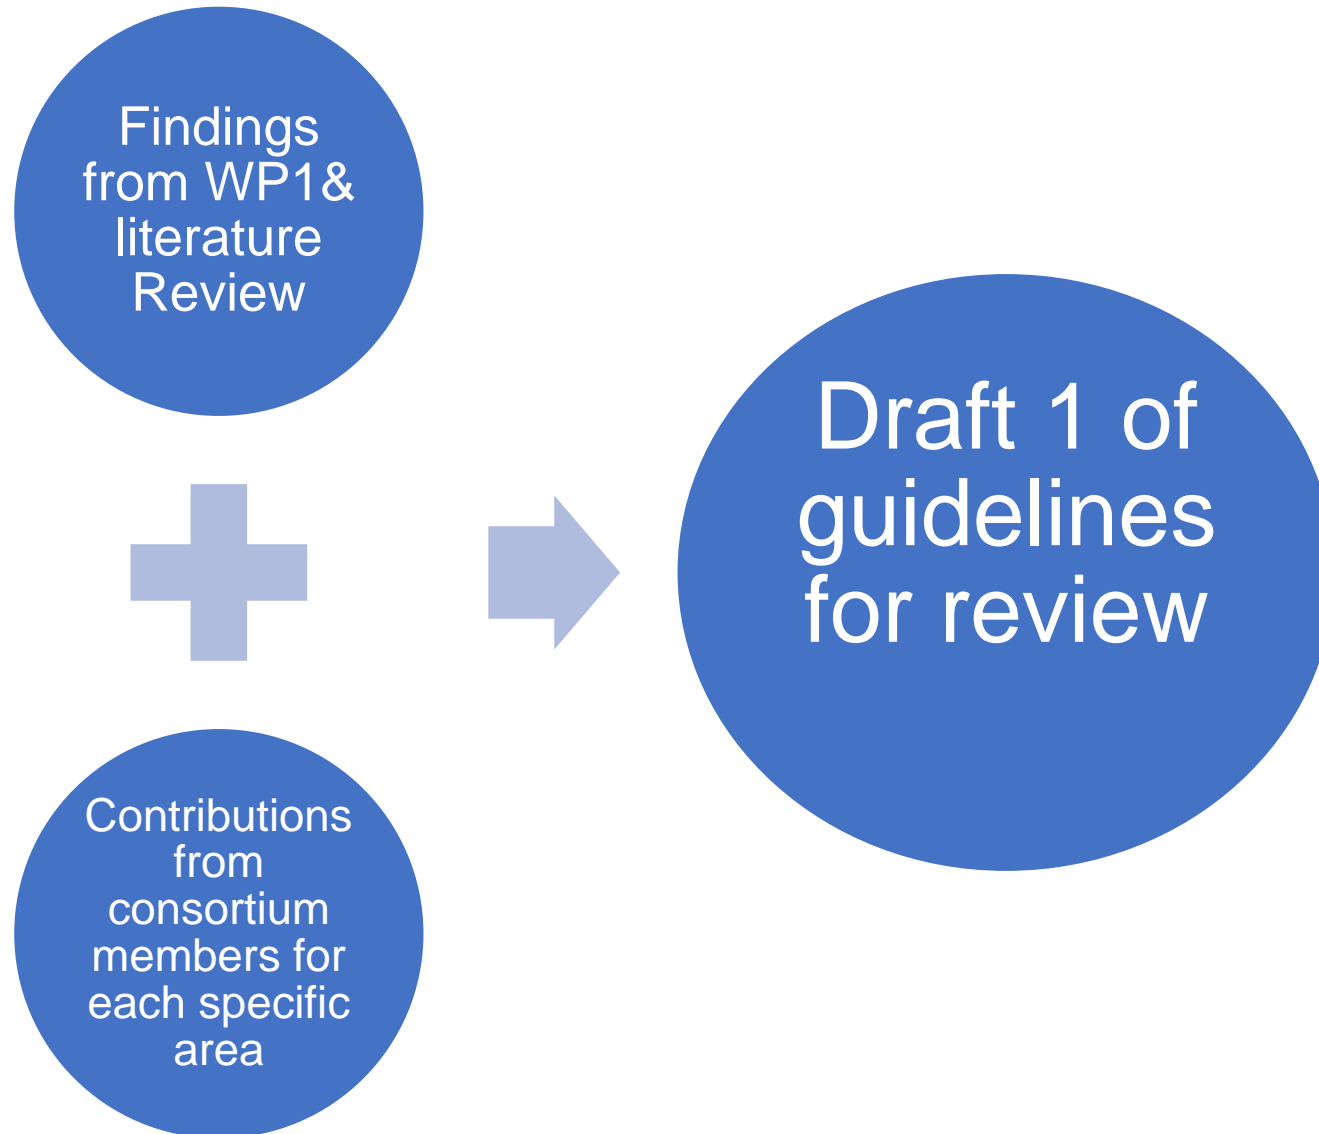 Findings
from WP1&
literature
Review
Contributions
from
consortium
members for
each specific
area
Draft 1 of
guidelines
for review